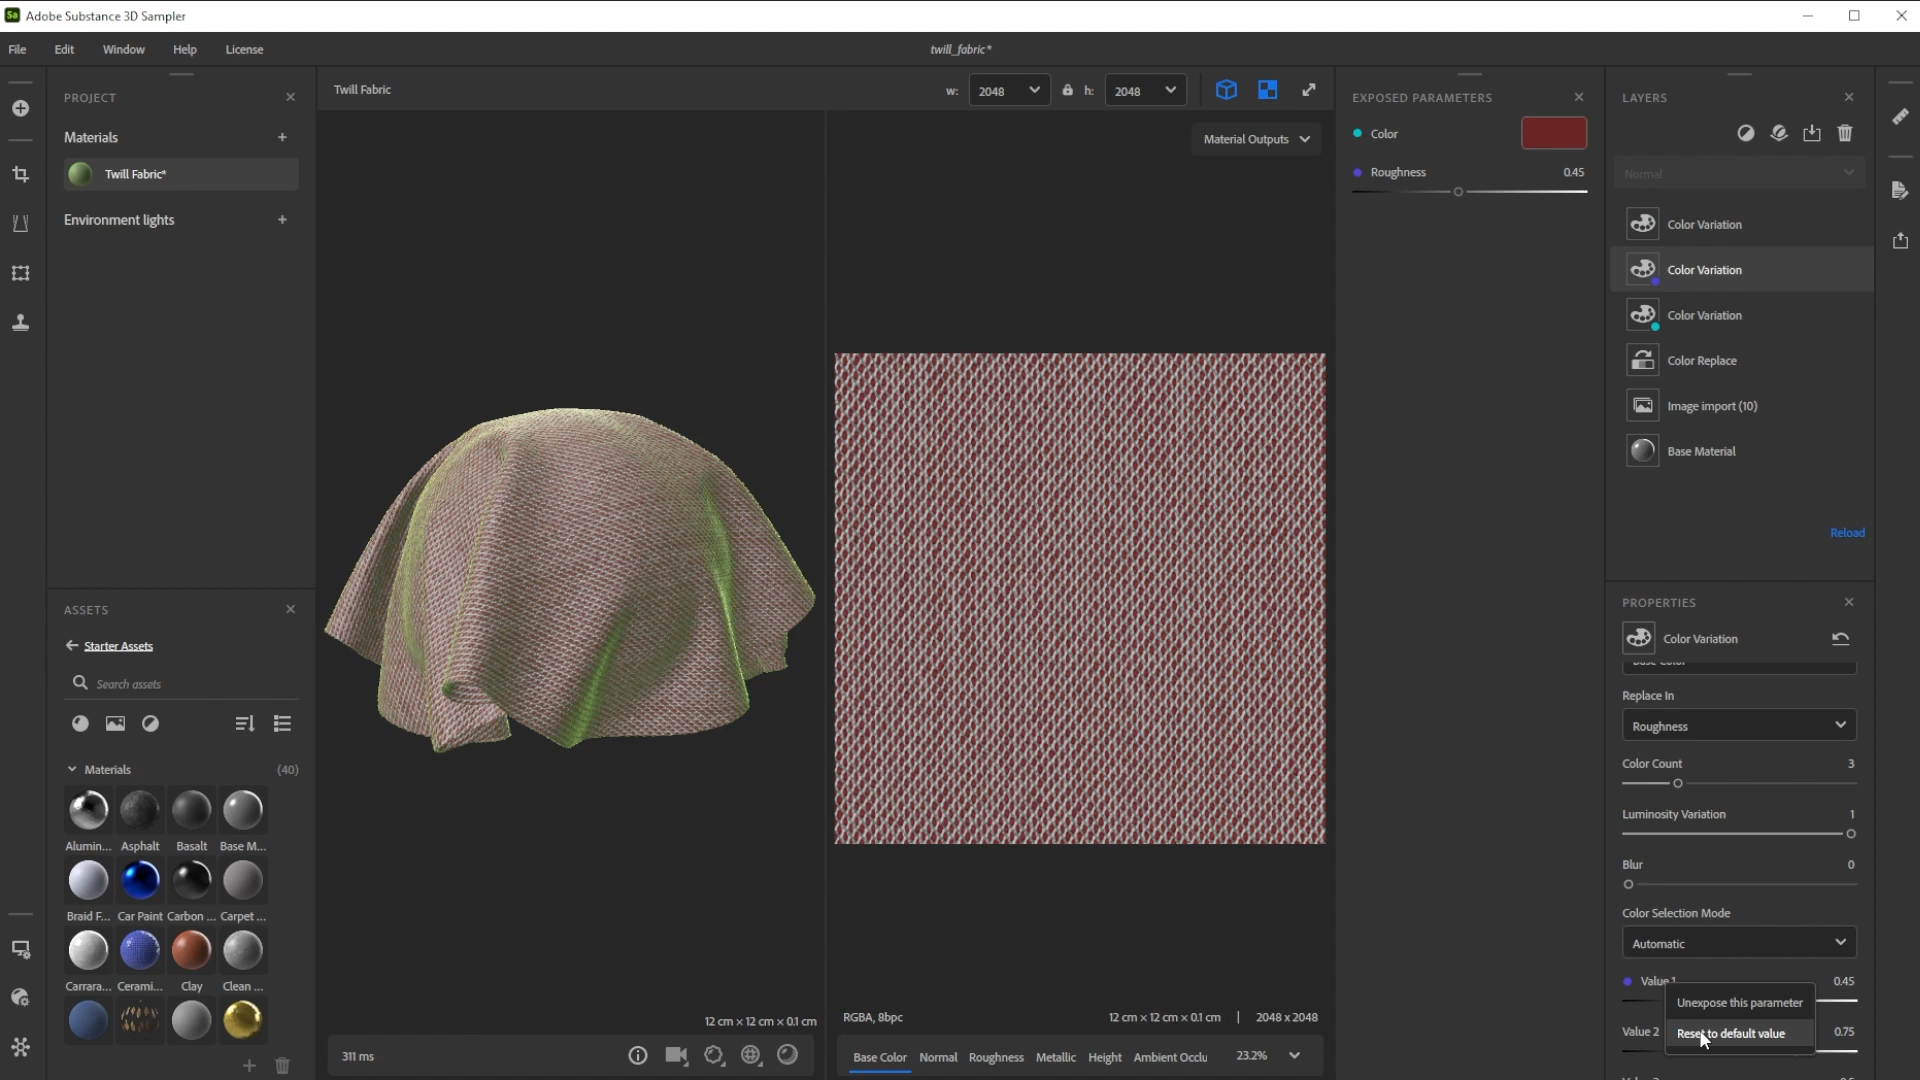 Sa Adobe Substance 3D Sampler
File Edit Window Help License
twill_fabric*
PROJECT
Materials
Twill Fabric*
Environment lights
ASSETS
Starter Assets
Search assets
Materials (40)
Alumin... Asphalt Basalt Base M...
Braid F... Car Paint Carbon ... Carpet ...
Carrara... Cerami... Clay Clean ...
Twill Fabric
w: 2048 h: 2048
Material Outputs
12 cm × 12 cm × 0.1 cm
311 ms
RGBA, 8bpc
12 cm × 12 cm × 0.1 cm | 2048 x 2048
Base Color Normal Roughness Metallic Height Ambient Occlu 23.2%
EXPOSED PARAMETERS
Color
Roughness 0.45
LAYERS
Normal
Color Variation
Color Variation
Color Variation
Color Replace
Image import (10)
Base Material
Reload
PROPERTIES
Color Variation
Base Color
Replace In
Roughness
Color Count 3
Luminosity Variation 1
Blur 0
Color Selection Mode
Automatic
Value 1 0.45
Unexpose this parameter
Value 2 0.75
Reset to default value